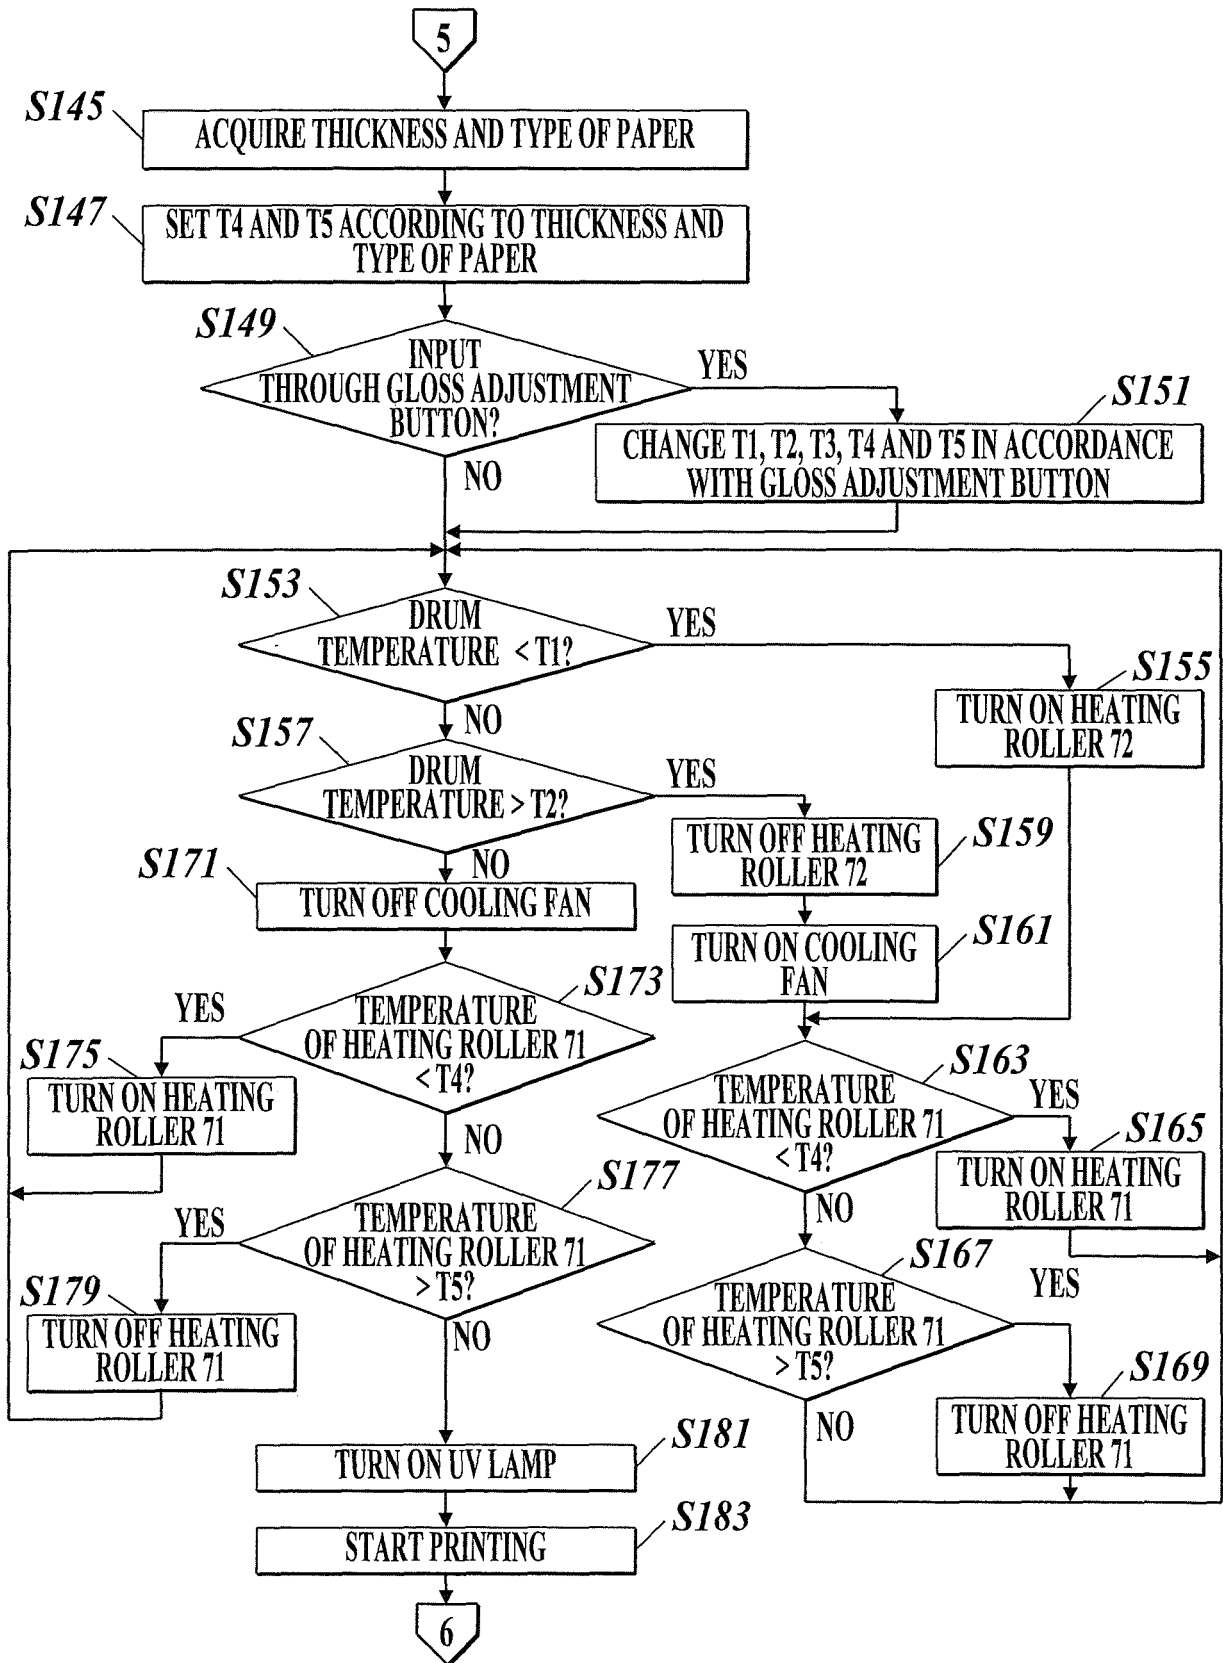 5
S145
ACQUIRE THICKNESS AND TYPE OF PAPER
S147
SET T4 AND T5 ACCORDING TO THICKNESS AND
TYPE OF PAPER
S149
INPUT
THROUGH GLOSS ADJUSTMENT
BUTTON?
YES
NO
S151
CHANGE T1, T2, T3, T4 AND T5 IN ACCORDANCE
WITH GLOSS ADJUSTMENT BUTTON
S153
DRUM
TEMPERATURE < T1?
YES
NO
S155
TURN ON HEATING
ROLLER 72
S157
DRUM
TEMPERATURE > T2?
YES
NO
S159
TURN OFF HEATING
ROLLER 72
S171
TURN OFF COOLING FAN
S161
TURN ON COOLING
FAN
S173
TEMPERATURE
OF HEATING ROLLER 71
< T4?
YES
NO
S175
TURN ON HEATING
ROLLER 71
S163
TEMPERATURE
OF HEATING ROLLER 71
< T4?
YES
NO
S165
TURN ON HEATING
ROLLER 71
S177
TEMPERATURE
OF HEATING ROLLER 71
> T5?
YES
NO
S179
TURN OFF HEATING
ROLLER 71
S167
TEMPERATURE
OF HEATING ROLLER 71
> T5?
YES
NO
S169
TURN OFF HEATING
ROLLER 71
S181
TURN ON UV LAMP
S183
START PRINTING
6